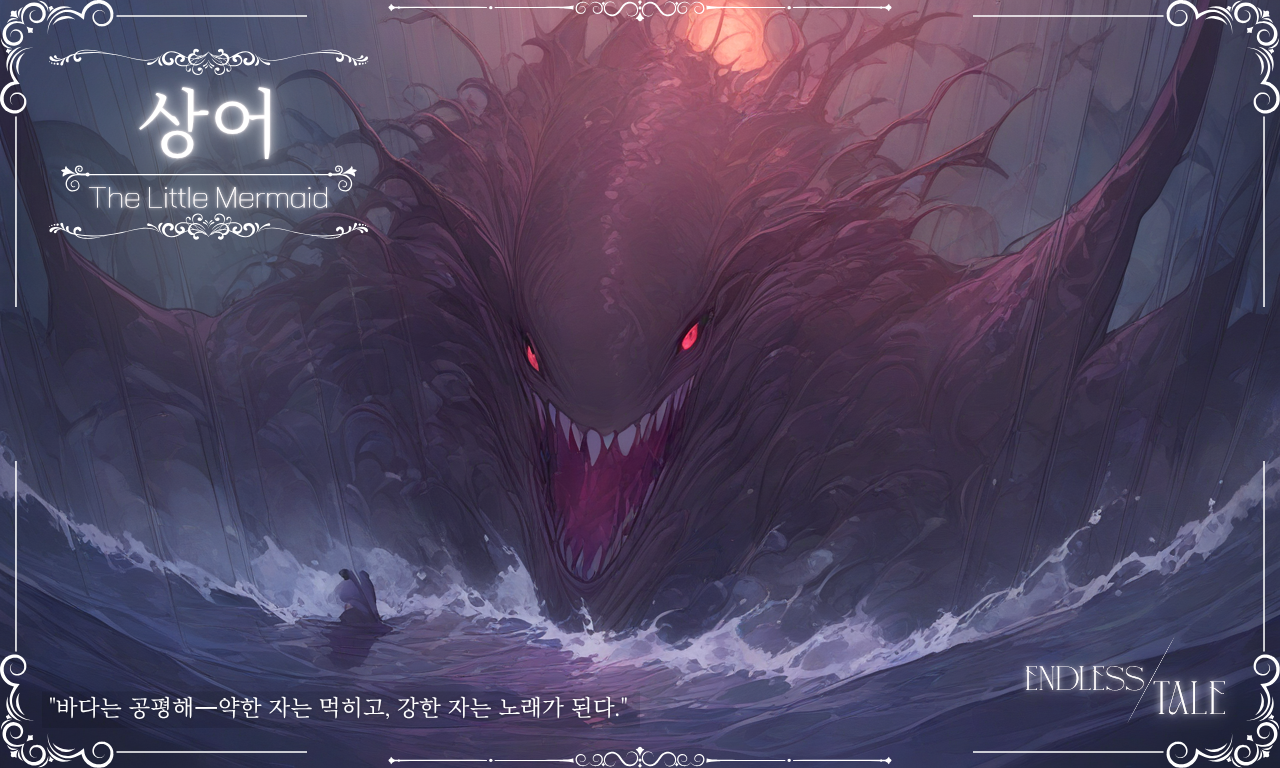 상어
The Little Mermaid
"바다는 공평해—약한 자는 먹히고, 강한 자는 노래가 된다."
ENDLESS/
TALE